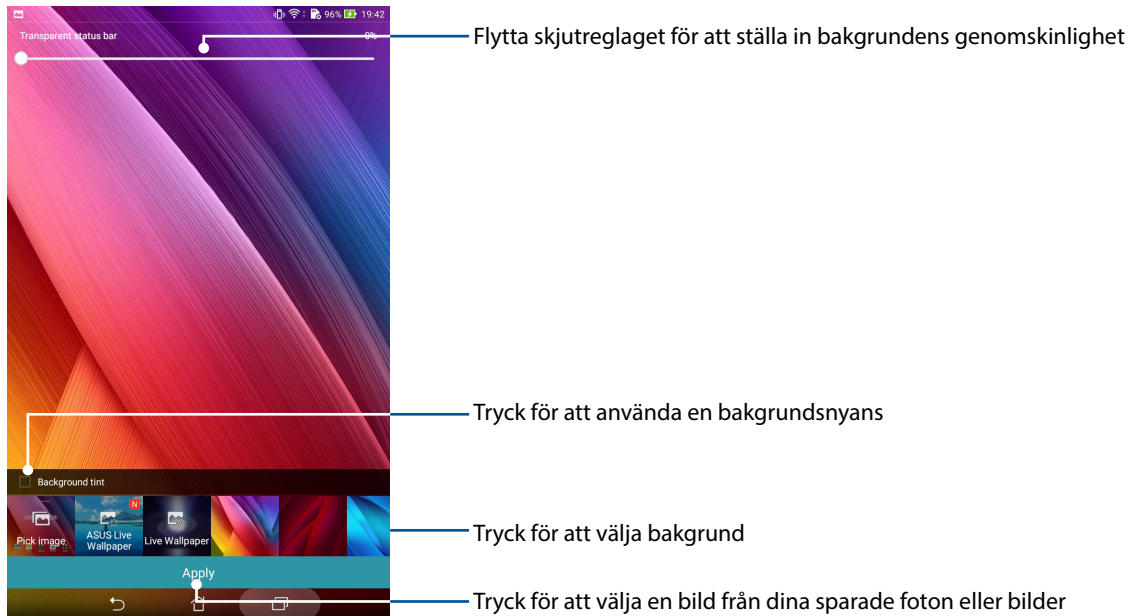 96% 19:42
Transparent status bar
Flytta skjutreglaget för att ställa in bakgrundens genomskinlighet
Tryck för att använda en bakgrundsnyans
Background tint
N
Pick image
ASUS Live
Wallpaper
Live Wallpaper
Tryck för att välja bakgrund
Apply
Tryck för att välja en bild från dina sparade foton eller bilder